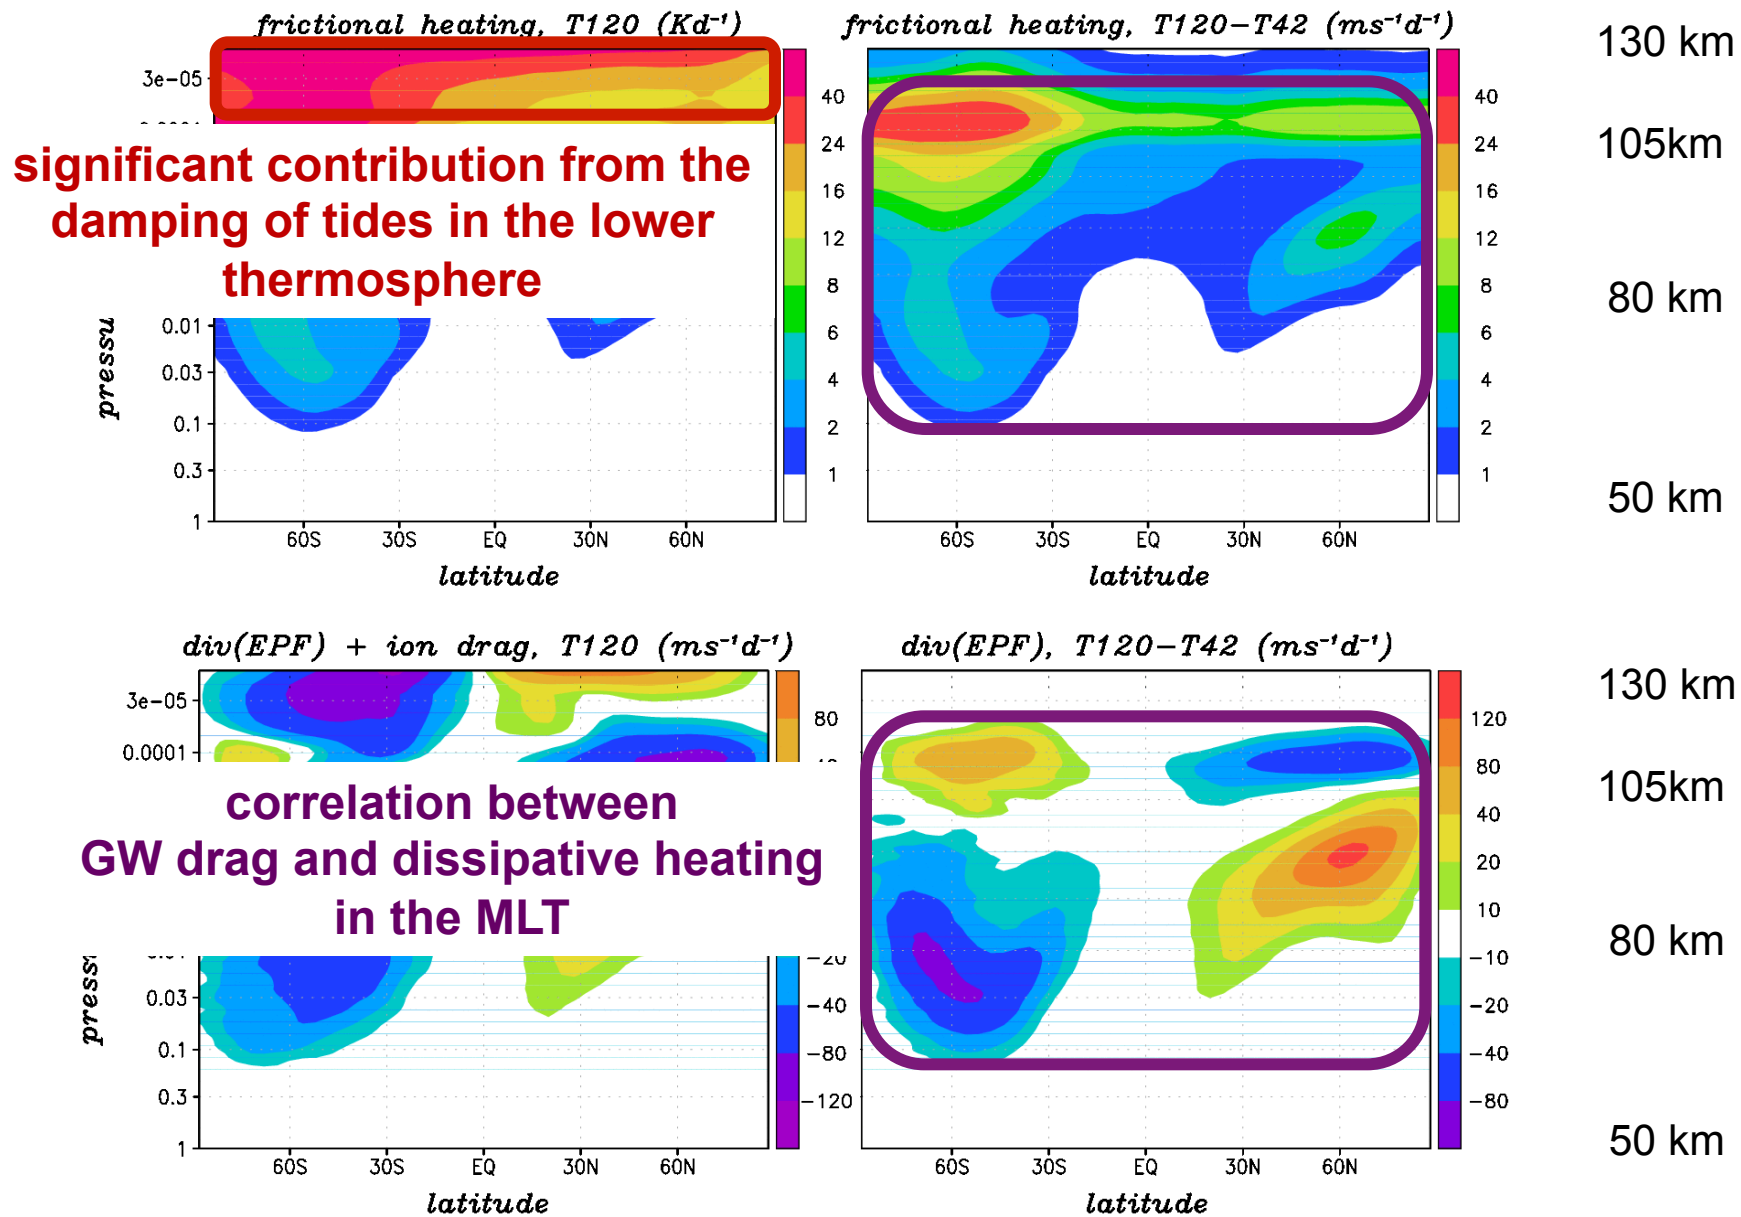 frictional heating, T120 (Kd⁻¹)
frictional heating, T120−T42 (ms⁻¹d⁻¹)
130 km
105km
80 km
50 km
3e−05
significant contribution from the
damping of tides in the lower
thermosphere
0.01
0.03
0.1
0.3
1
pressu
40
24
16
12
8
6
4
2
1
40
24
16
12
8
6
4
2
1
60S 30S EQ 30N 60N
60S 30S EQ 30N 60N
latitude
latitude
div(EPF) + ion drag, T120 (ms⁻¹d⁻¹)
div(EPF), T120−T42 (ms⁻¹d⁻¹)
130 km
105km
80 km
50 km
3e−05
0.0001
correlation between
GW drag and dissipative heating
in the MLT
0.03
0.1
0.3
1
press
80
−20
−40
−80
−120
120
80
40
20
10
−10
−20
−40
−80
60S 30S EQ 30N 60N
60S 30S EQ 30N 60N
latitude
latitude